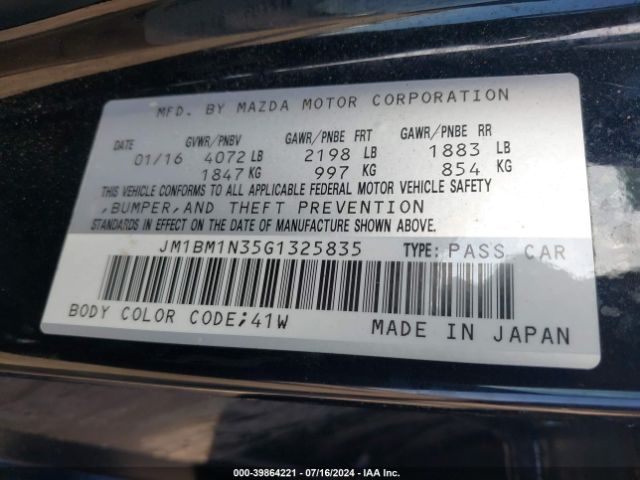 MFD. BY MAZDA MOTOR CORPORATION
DATE GVWR/PNBV GAWR/PNBE FRT GAWR/PNBE RR
01/16 4072 LB 2198 LB 1883 LB
1847 KG 997 KG 854 KG
THIS VEHICLE CONFORMS TO ALL APPLICABLE FEDERAL MOTOR VEHICLE SAFETY
,BUMPER,AND THEFT PREVENTION
STANDARDS IN EFFECT ON THE DATE OF MANUFACTURE SHOWN ABOVE.
JM1BM1N35G1325835 TYPE: PASS CAR
BODY COLOR CODE;41W MADE IN JAPAN
000-39864221 - 07/16/2024 - IAA Inc.